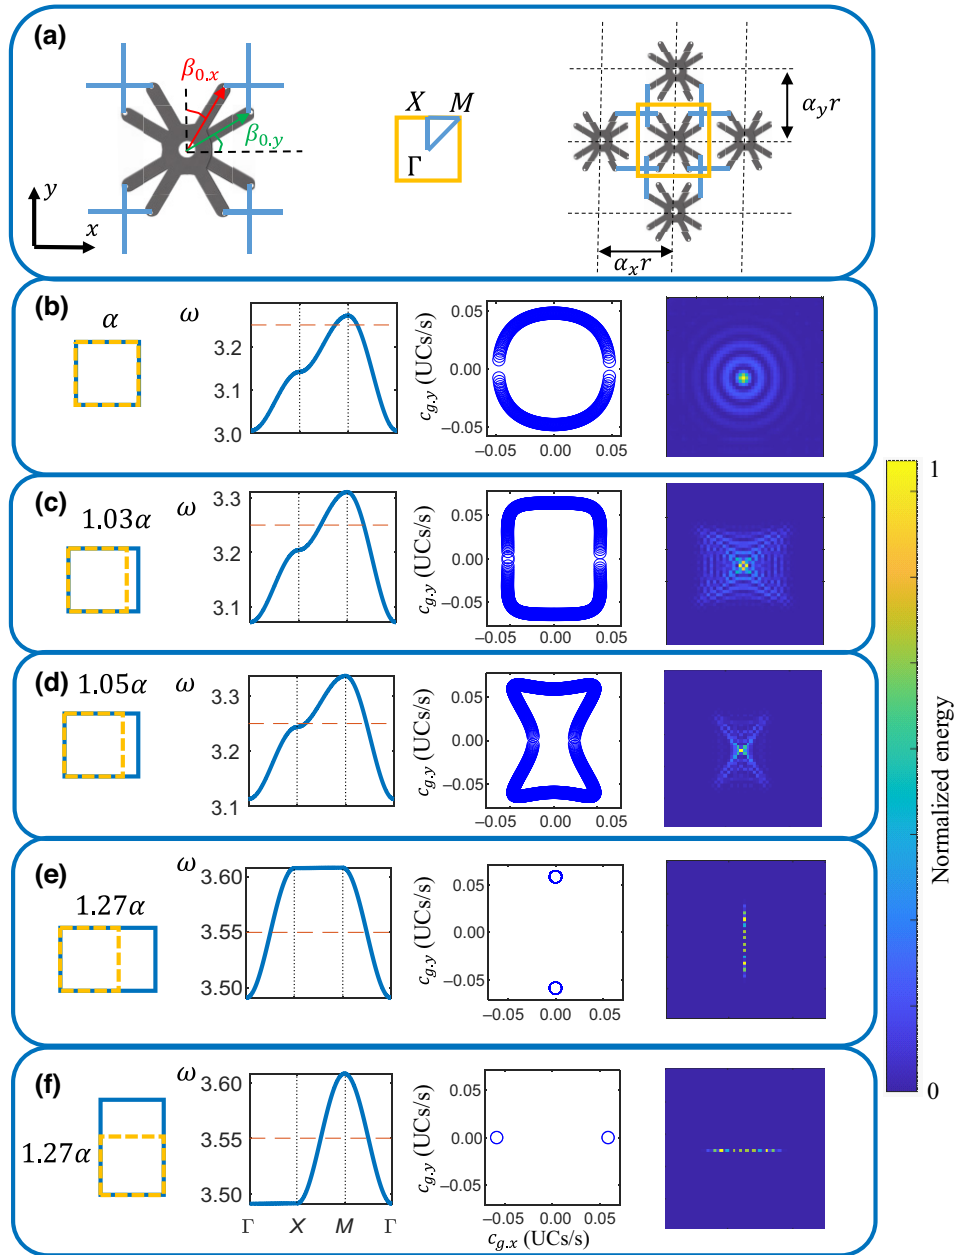 (a)
β0,x
β0,y
y
x
X
M
Γ
αyr
αxr
(b)
α
ω
3.2
3.1
3.0
cg,y (UCs/s)
0.05
0.00
−0.05
−0.05
0.00
0.05
(c)
1.03α
ω
3.3
3.2
3.1
cg,y (UCs/s)
0.05
0.00
−0.05
−0.05
0.00
0.05
(d)
1.05α
ω
3.3
3.2
3.1
cg,y (UCs/s)
0.05
0.00
−0.05
−0.05
0.00
0.05
(e)
1.27α
ω
3.60
3.55
3.50
cg,y (UCs/s)
0.05
0.00
−0.05
−0.05
0.00
0.05
(f)
1.27α
ω
3.60
3.55
3.50
Γ
X
M
Γ
cg,y (UCs/s)
0.05
0.00
−0.05
−0.05
0.00
0.05
cg,x (UCs/s)
1
Normalized energy
0